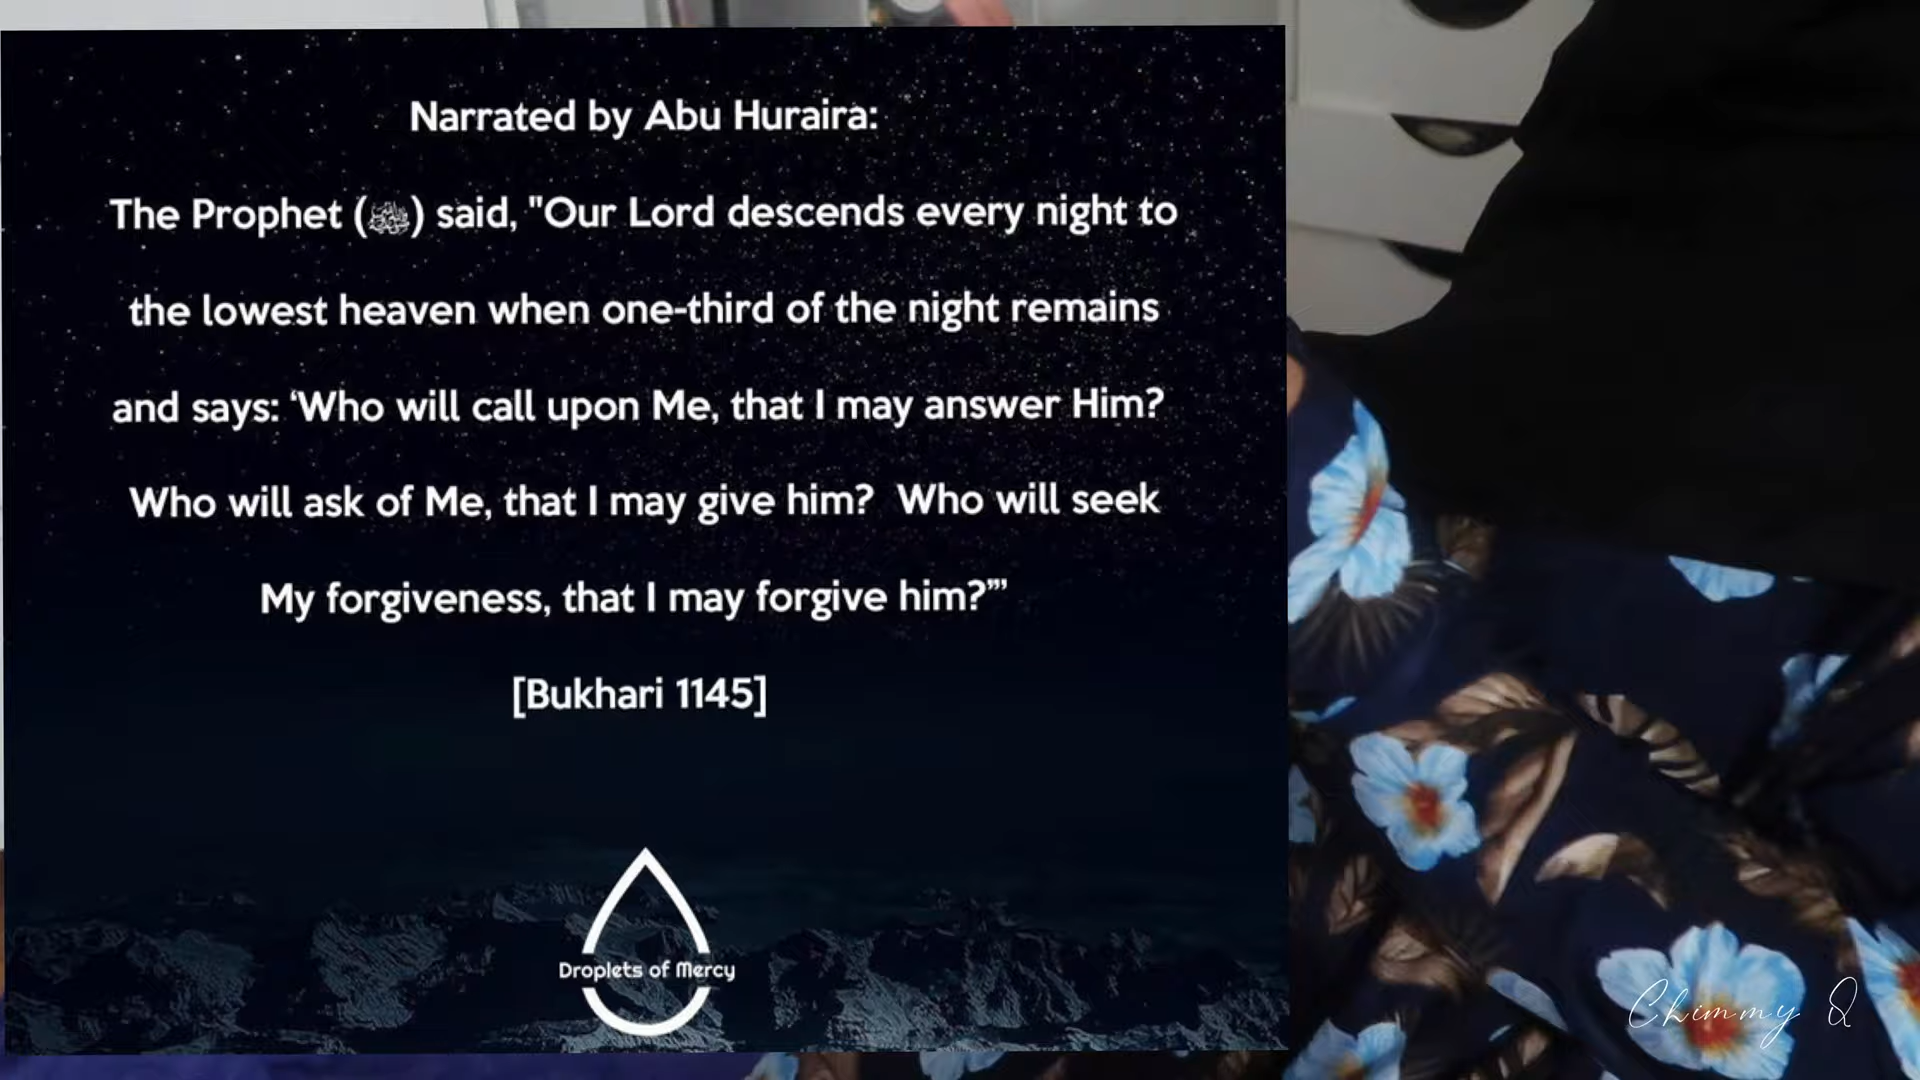 Narrated by Abu Huraira:
The Prophet (ﷺ) said, "Our Lord descends every night to
the lowest heaven when one-third of the night remains
and says: ‘Who will call upon Me, that I may answer Him?
Who will ask of Me, that I may give him? Who will seek
My forgiveness, that I may forgive him?’”
[Bukhari 1145]
Droplets of Mercy
Chimmy Q